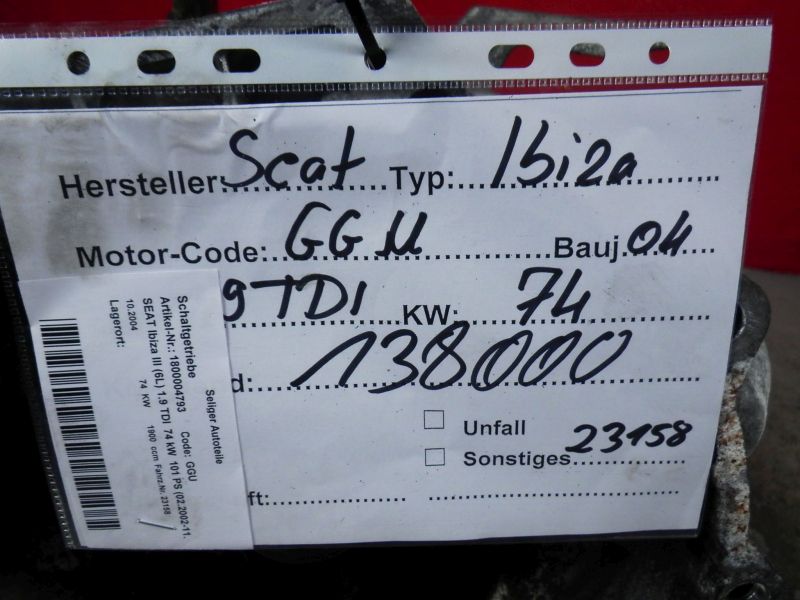 Hersteller: Seat Typ: Ibiza
Motor-Code: GGU Bauj 04
9 TDI KW: 74
d: 138000
Unfall
Sonstiges 23158
ft:
Seliger Autoteile
Schaltgetriebe Code: GGU
Artikel-Nr.: 1800004793
SEAT Ibiza III (6L) 1.9 TDI 74 kW 101 PS (02.2002-11.
10.2004 74 KW 1900 ccm Fahrz.Nr. 23158
Lagerort: